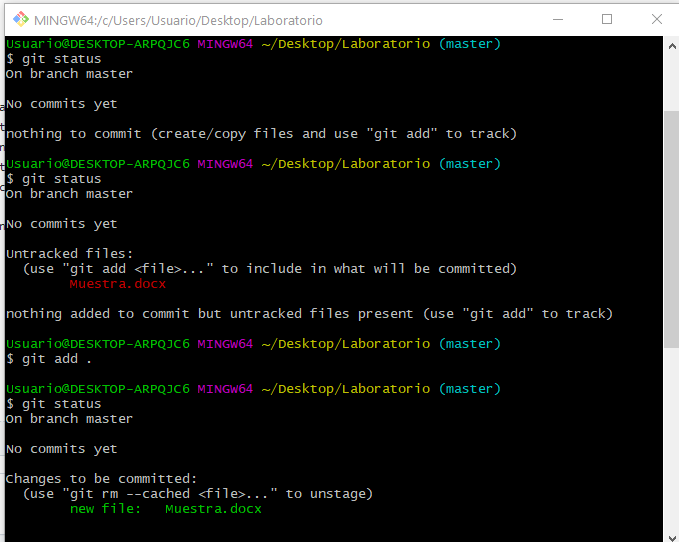 MINGW64:/c/Users/Usuario/Desktop/Laboratorio
Usuario@DESKTOP-ARPQJC6 MINGW64 ~/Desktop/Laboratorio (master)
$ git status
On branch master
No commits yet
nothing to commit (create/copy files and use "git add" to track)
Usuario@DESKTOP-ARPQJC6 MINGW64 ~/Desktop/Laboratorio (master)
$ git status
On branch master
No commits yet
Untracked files:
  (use "git add <file>..." to include in what will be committed)
        Muestra.docx
nothing added to commit but untracked files present (use "git add" to track)
Usuario@DESKTOP-ARPQJC6 MINGW64 ~/Desktop/Laboratorio (master)
$ git add .
Usuario@DESKTOP-ARPQJC6 MINGW64 ~/Desktop/Laboratorio (master)
$ git status
On branch master
No commits yet
Changes to be committed:
  (use "git rm --cached <file>..." to unstage)
        new file:   Muestra.docx